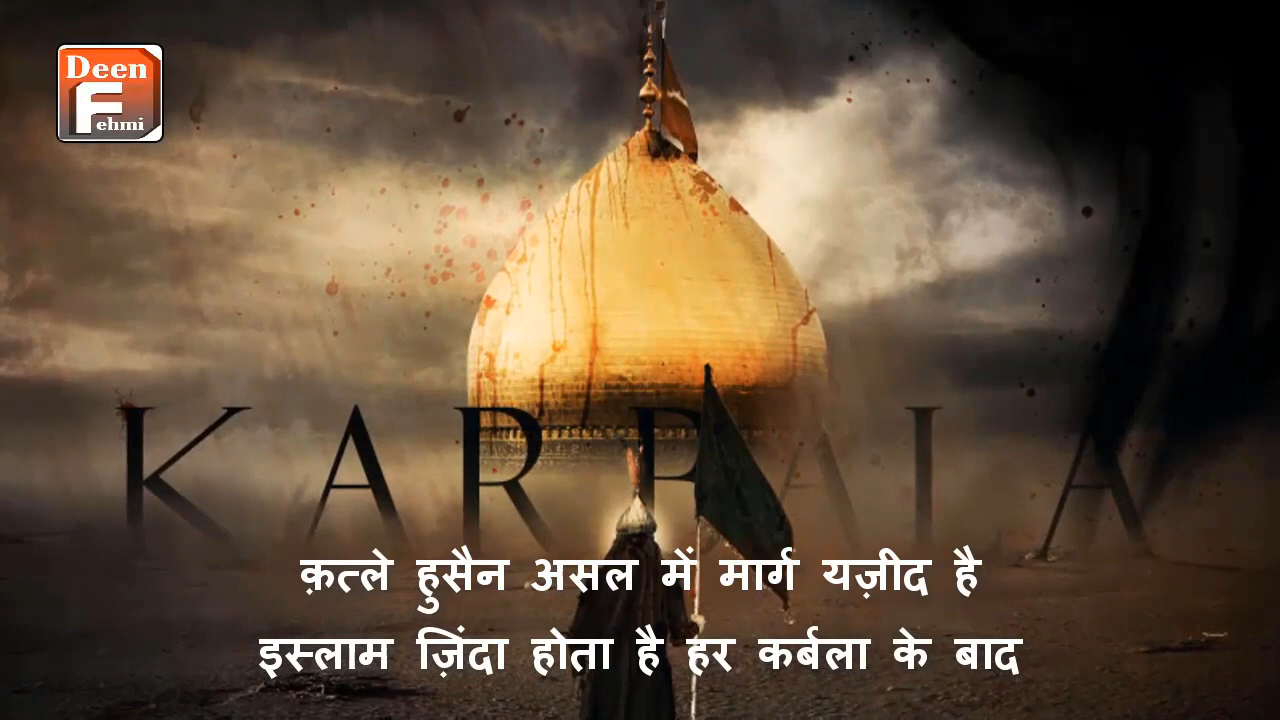 Deen
Fehmi
KARBALA
क़त्ले हुसैन असल में मार्ग यज़ीद है
इस्लाम ज़िंदा होता है हर कर्बला के बाद